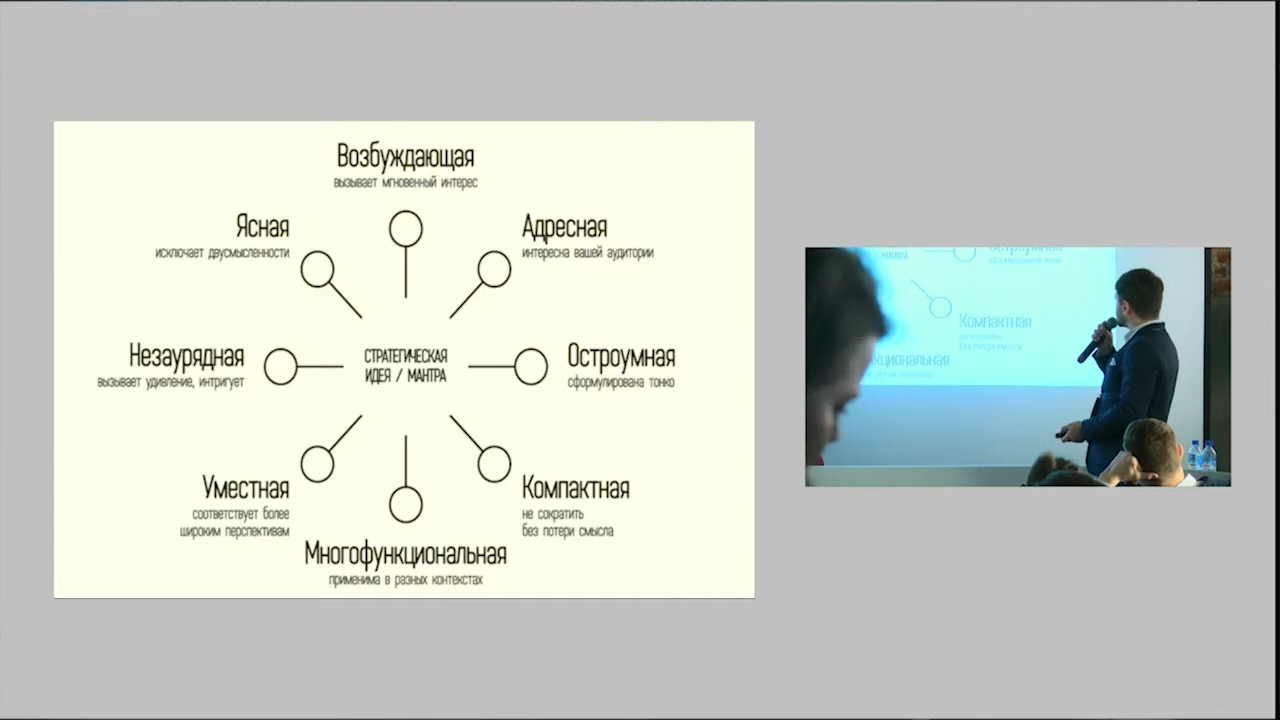 Возбуждающая
вызывает мгновенный интерес
Ясная
исключает двусмысленности
Адресная
интересна вашей аудитории
Незаурядная
вызывает удивление, интригует
СТРАТЕГИЧЕСКАЯ
ИДЕЯ / МАНТРА
Остроумная
сформулирована тонко
Уместная
соответствует более
широким перспективам
Компактная
не сократить
без потери смысла
Многофункциональная
применима в разных контекстах
МАНТРА
Компактная